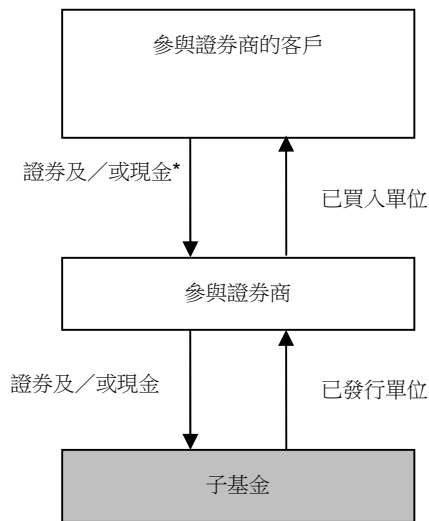 參與證券商的客戶
證券及／或現金*
已買入單位
參與證券商
證券及／或現金
已發行單位
子基金